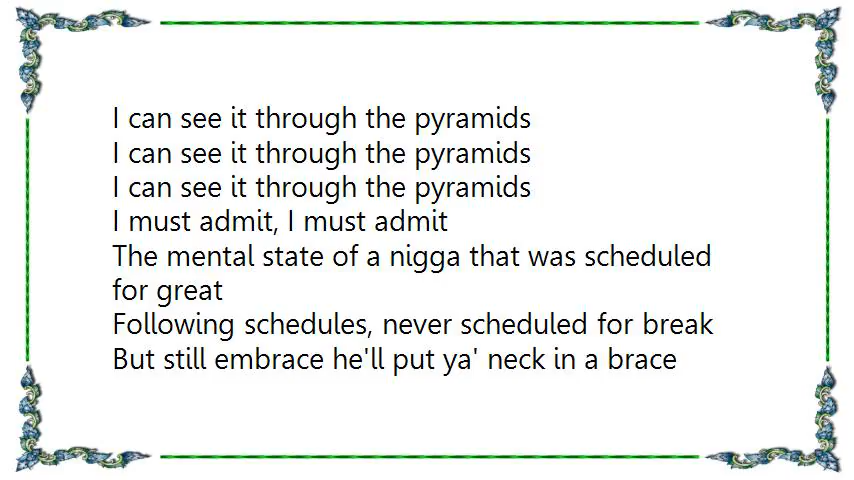 I can see it through the pyramids
I can see it through the pyramids
I can see it through the pyramids
I must admit, I must admit
The mental state of a nigga that was scheduled
for great
Following schedules, never scheduled for break
But still embrace he'll put ya' neck in a brace